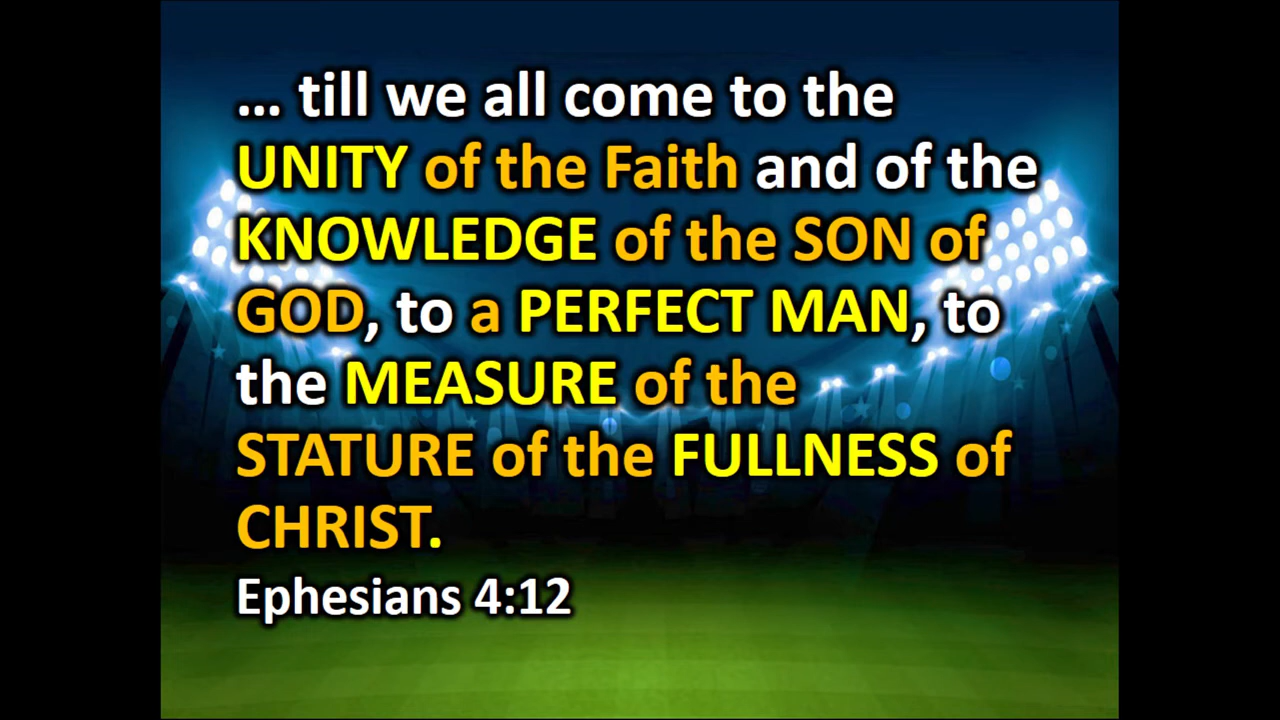 ... till we all come to the
UNITY of the Faith and of the
KNOWLEDGE of the SON of
GOD, to a PERFECT MAN, to
the MEASURE of the
STATURE of the FULLNESS of
CHRIST.
Ephesians 4:12